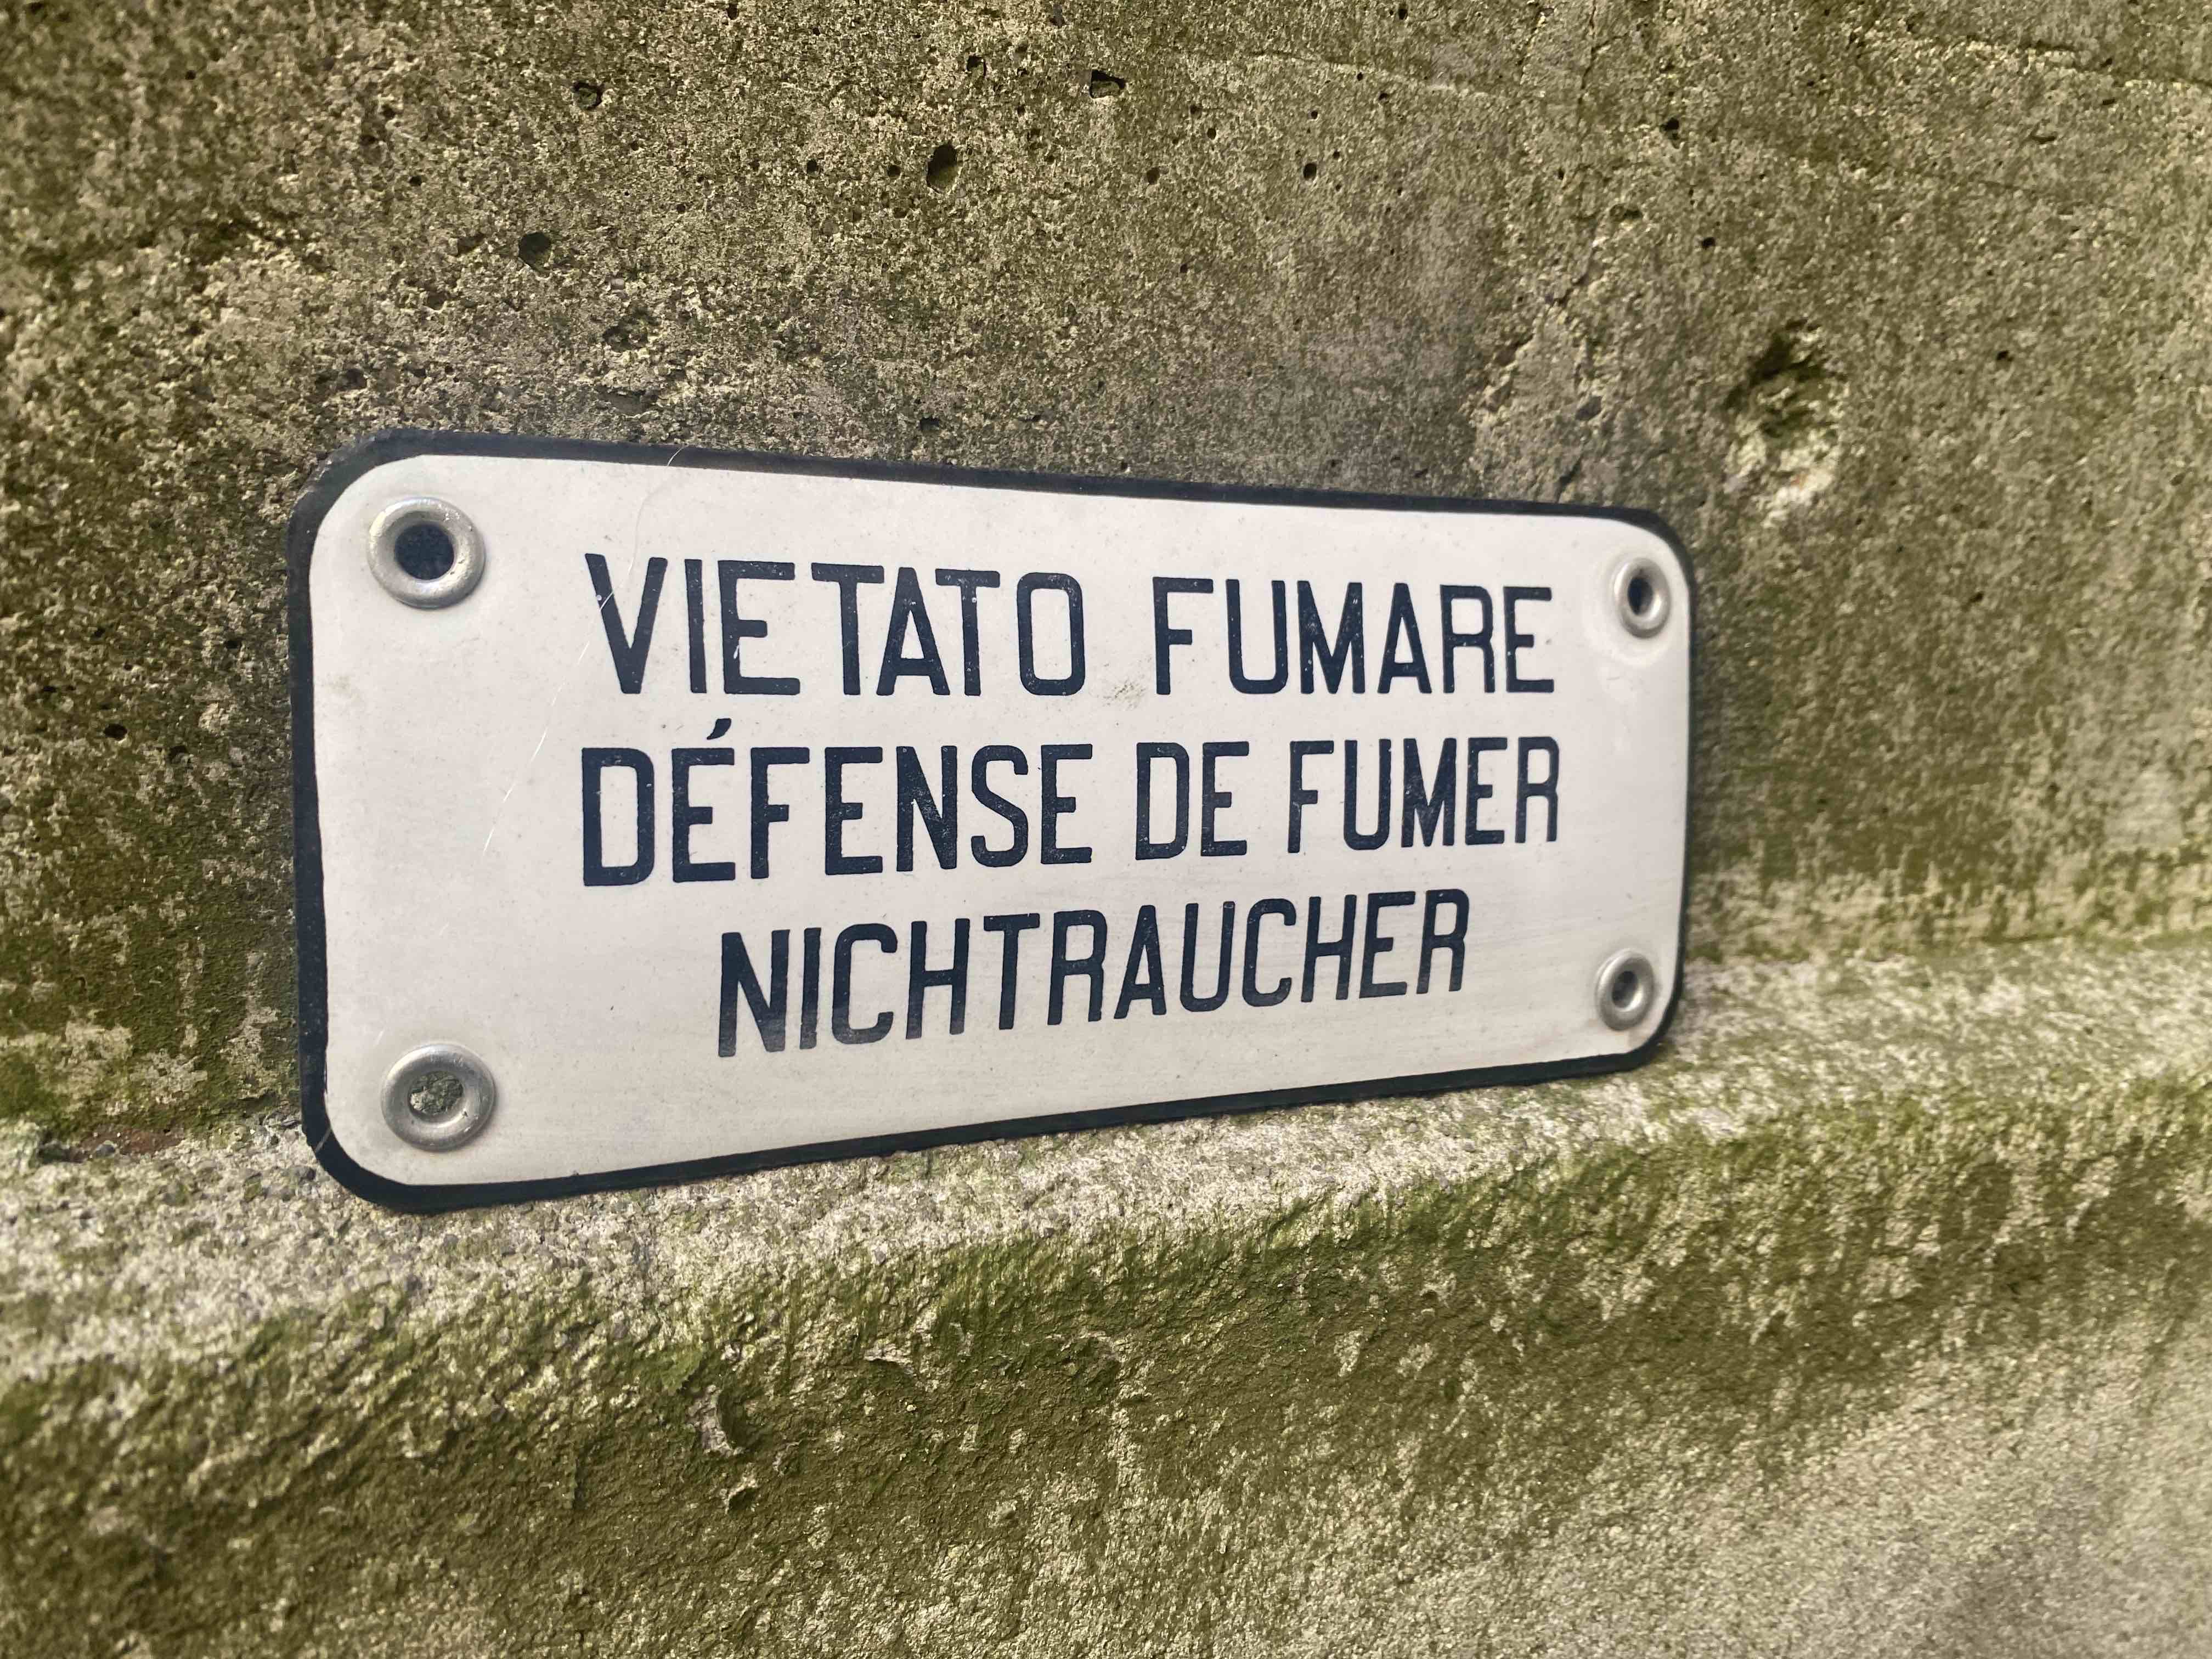 VIETATO FUMARE
DÉFENSE DE FUMER
NICHTRAUCHER